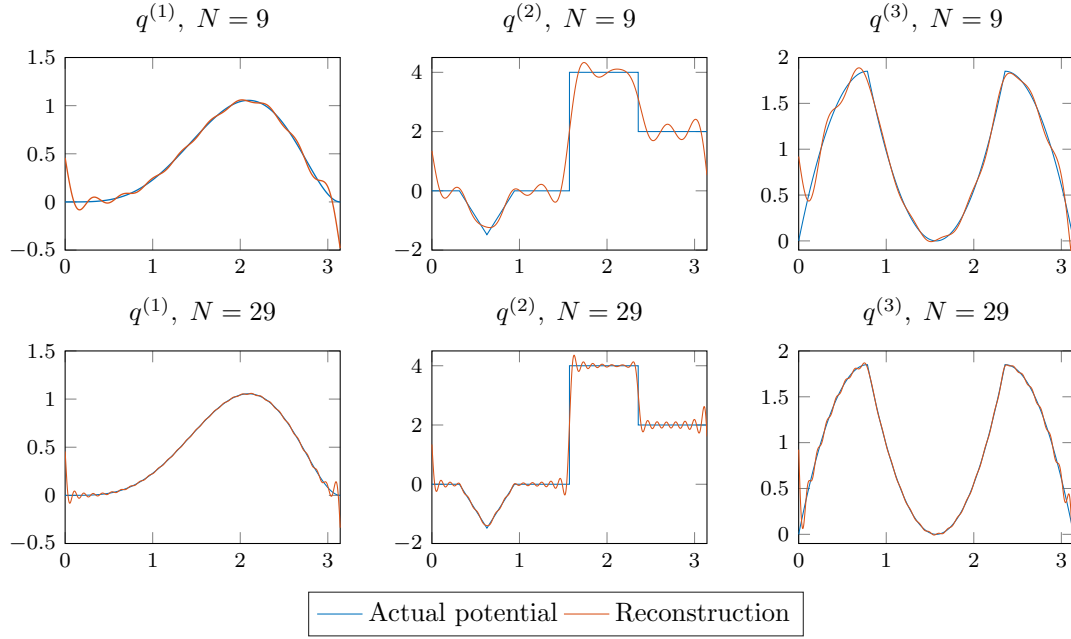 q^(1), N = 9
q^(2), N = 9
q^(3), N = 9
1.5
1
0.5
0
−0.5
0 1 2 3
4
2
0
−2
0 1 2 3
2
1.5
1
0.5
0
0 1 2 3
q^(1), N = 29
q^(2), N = 29
q^(3), N = 29
1.5
1
0.5
0
−0.5
0 1 2 3
4
2
0
−2
0 1 2 3
2
1.5
1
0.5
0
0 1 2 3
Actual potential Reconstruction